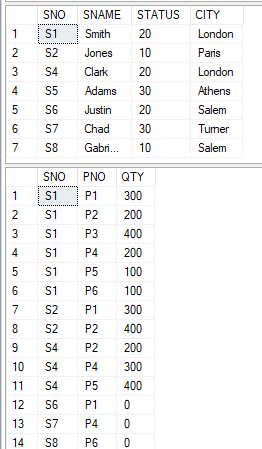 SNO SNAME STATUS CITY
1 S1 Smith 20 London
2 S2 Jones 10 Paris
3 S4 Clark 20 London
4 S5 Adams 30 Athens
5 S6 Justin 20 Salem
6 S7 Chad 30 Turner
7 S8 Gabri... 10 Salem
SNO PNO QTY
1 S1 P1 300
2 S1 P2 200
3 S1 P3 400
4 S1 P4 200
5 S1 P5 100
6 S1 P6 100
7 S2 P1 300
8 S2 P2 400
9 S4 P2 200
10 S4 P4 300
11 S4 P5 400
12 S6 P1 0
13 S7 P4 0
14 S8 P6 0